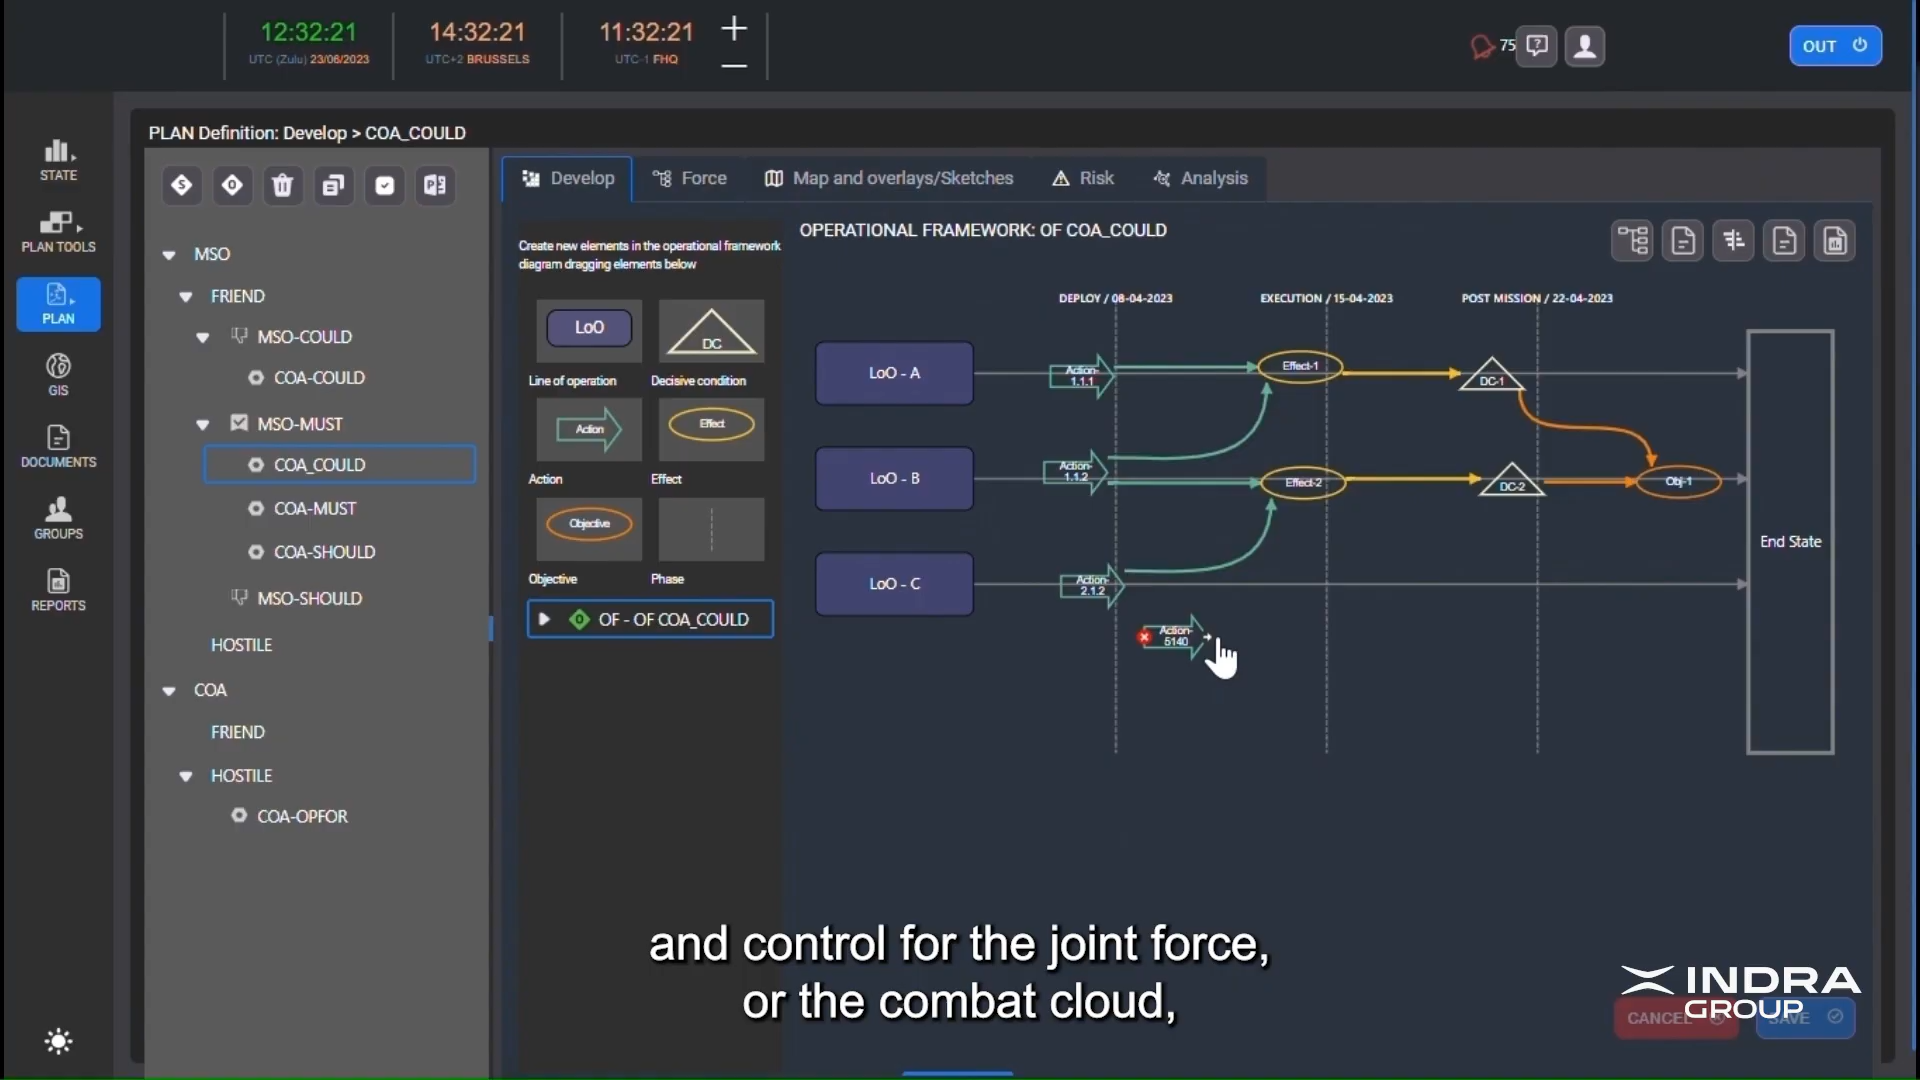 12:32:21
UTC (Zulu) 23/06/2023
14:32:21
UTC+2 BRUSSELS
11:32:21
UTC-1 FHQ
75
OUT
STATE
PLAN TOOLS
PLAN
GIS
DOCUMENTS
GROUPS
REPORTS
PLAN Definition: Develop > COA_COULD
MSO
FRIEND
MSO-COULD
COA-COULD
MSO-MUST
COA_COULD
COA-MUST
COA-SHOULD
MSO-SHOULD
HOSTILE
COA
FRIEND
HOSTILE
COA-OPFOR
Develop
Force
Map and overlays/Sketches
Risk
Analysis
Create new elements in the operational framework
diagram dragging elements below
LoO
DC
Line of operation
Decisive condition
Action
Effect
Action
Effect
Objective
Objective
Phase
OF - OF COA_COULD
OPERATIONAL FRAMEWORK: OF COA_COULD
DEPLOY / 08-04-2023
EXECUTION / 15-04-2023
POST MISSION / 22-04-2023
LoO - A
Action-
1.1.1
Effect-1
DC-1
LoO - B
Action-
1.1.2
Effect-2
DC-2
Obj-1
LoO - C
Action-
2.1.2
Action-
5140
End State
and control for the joint force,
or the combat cloud,
INDRA
GROUP
CANCEL
SAVE